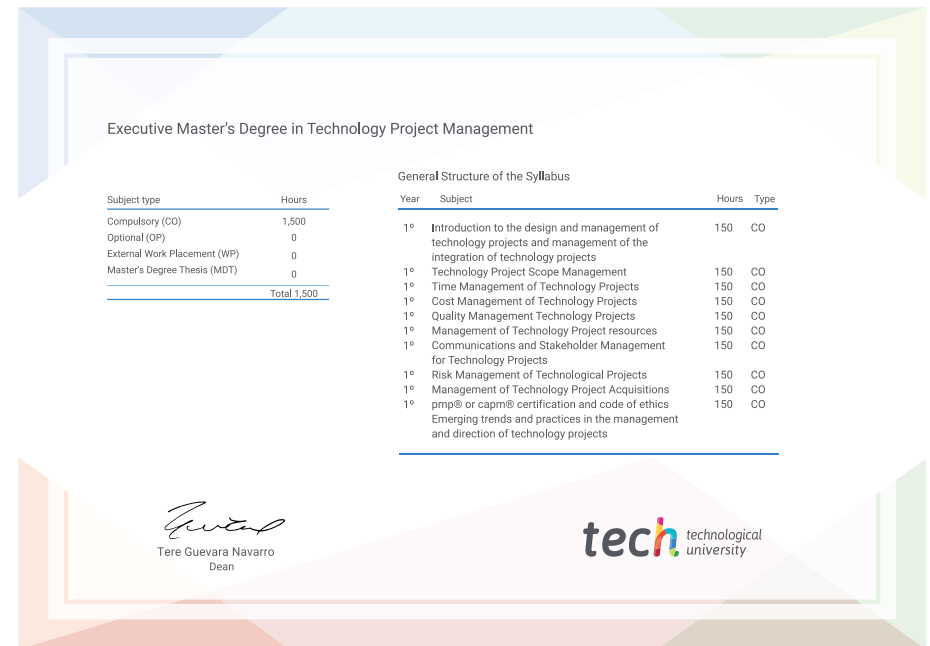 Executive Master's Degree in Technology Project Management
General Structure of the Syllabus
Subject type Hours
Compulsory (CO) 1,500
Optional (OP) 0
External Work Placement (WP) 0
Master's Degree Thesis (MDT) 0
Total 1,500
Year Subject Hours Type
1º Introduction to the design and management of 150 CO
technology projects and management of the
integration of technology projects
1º Technology Project Scope Management 150 CO
1º Time Management of Technology Projects 150 CO
1º Cost Management of Technology Projects 150 CO
1º Quality Management Technology Projects 150 CO
1º Management of Technology Project resources 150 CO
1º Communications and Stakeholder Management 150 CO
for Technology Projects
1º Risk Management of Technological Projects 150 CO
1º Management of Technology Project Acquisitions 150 CO
1º pmp® or capm® certification and code of ethics 150 CO
Emerging trends and practices in the management
and direction of technology projects
Tere Guevara Navarro
Dean
tech technological
university